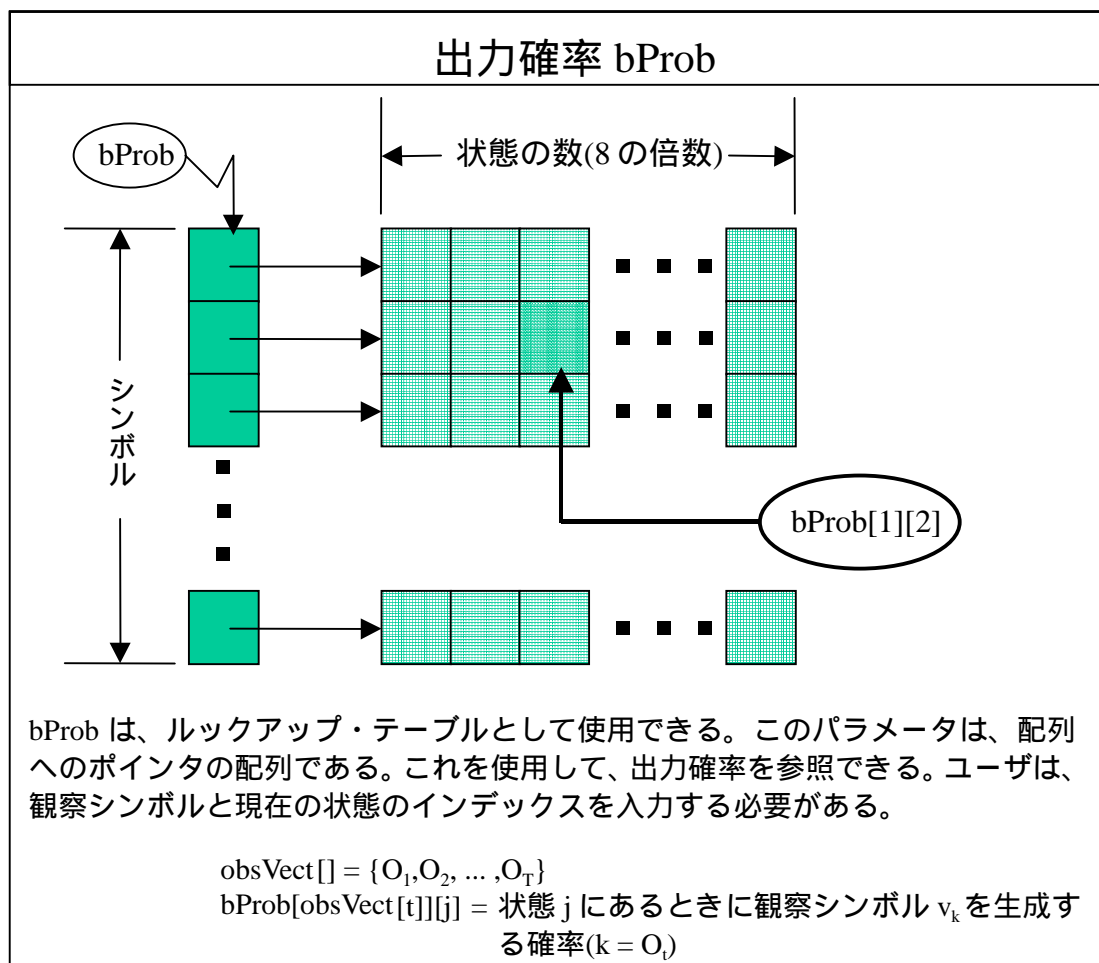 出力確率 bProb
bProb
状態の数(8 の倍数)
シンボル
bProb[1][2]
bProb は、ルックアップ・テーブルとして使用できる。このパラメータは、配列
へのポインタの配列である。これを使用して、出力確率を参照できる。ユーザは、
観察シンボルと現在の状態のインデックスを入力する必要がある。
obsVect[] = {O₁,O₂, ... ,O_T}
bProb[obsVect[t]][j] = 状態 j にあるときに観察シンボル v_k を生成す
る確率(k = O_t)